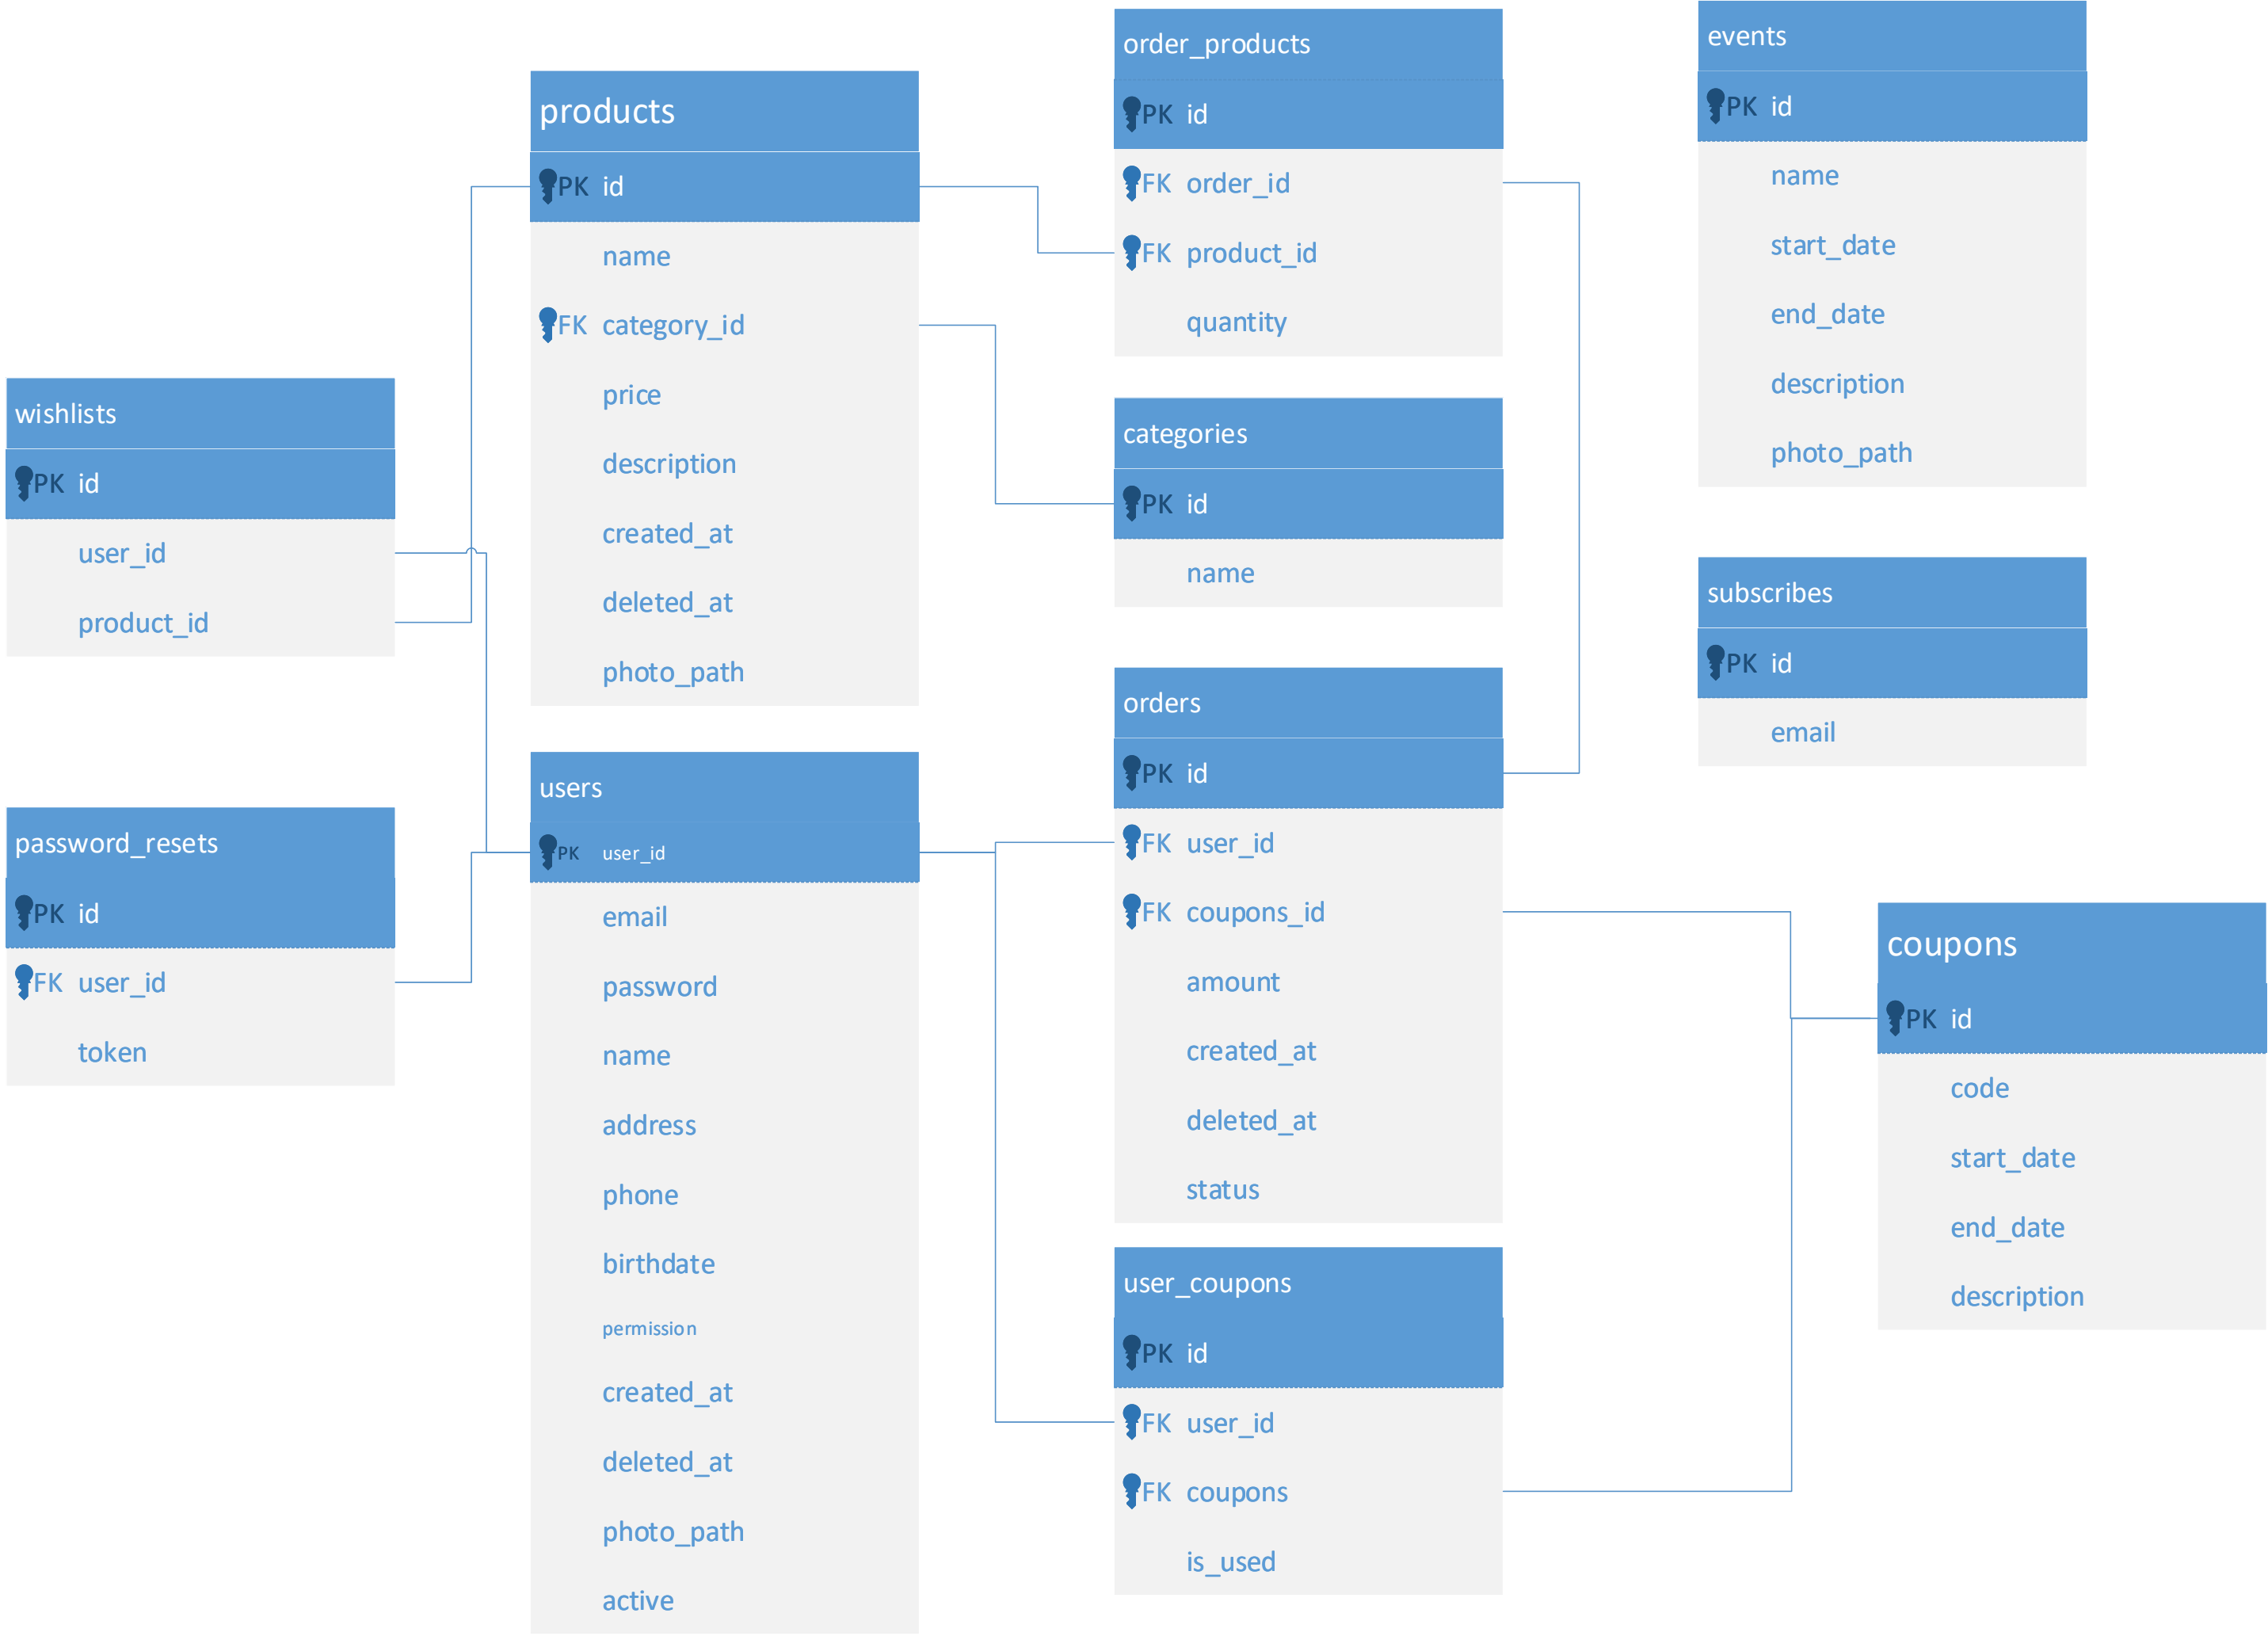 products
PK id
name
FK category_id
price
description
created_at
deleted_at
photo_path
order_products
PK id
FK order_id
FK product_id
quantity
events
PK id
name
start_date
end_date
description
photo_path
wishlists
PK id
user_id
product_id
categories
PK id
name
subscribes
PK id
email
password_resets
PK id
FK user_id
token
users
PK user_id
email
password
name
address
phone
birthdate
permission
created_at
deleted_at
photo_path
active
orders
PK id
FK user_id
FK coupons_id
amount
created_at
deleted_at
status
coupons
PK id
code
start_date
end_date
description
user_coupons
PK id
FK user_id
FK coupons
is_used